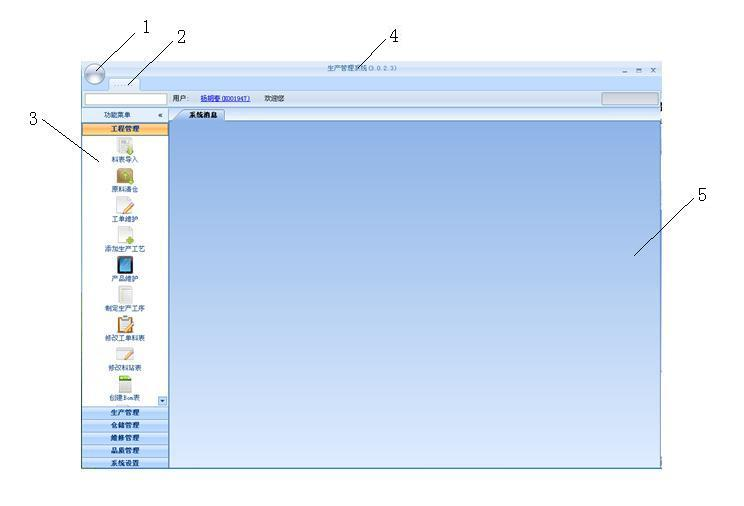 1
2
4
生产管理系统(3.0.2.3)
用户: 杨明奎(E001947) 欢迎您
3
功能菜单 «
系统消息
工程管理
料表导入
原料清仓
工单维护
添加生产工艺
产品维护
制定生产工序
修改工单料表
修改料站表
创建Bom表
生产管理
仓储管理
维修管理
品质管理
系统设置
5